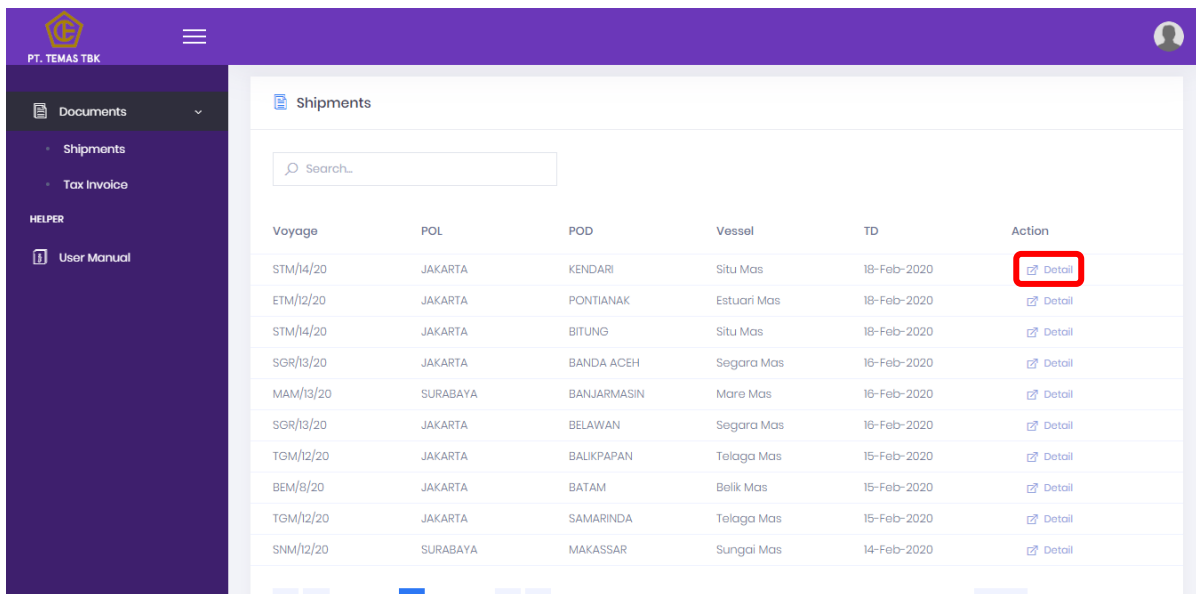 PT. TEMAS TBK
Documents
Shipments
Tax Invoice
HELPER
User Manual
Shipments
Search...
Voyage POL POD Vessel TD Action
STM/14/20 JAKARTA KENDARI Situ Mas 18-Feb-2020 Detail
ETM/12/20 JAKARTA PONTIANAK Estuari Mas 18-Feb-2020 Detail
STM/14/20 JAKARTA BITUNG Situ Mas 18-Feb-2020 Detail
SGR/13/20 JAKARTA BANDA ACEH Segara Mas 16-Feb-2020 Detail
MAM/13/20 SURABAYA BANJARMASIN Mare Mas 16-Feb-2020 Detail
SGR/13/20 JAKARTA BELAWAN Segara Mas 16-Feb-2020 Detail
TGM/12/20 JAKARTA BALIKPAPAN Telaga Mas 15-Feb-2020 Detail
BEM/8/20 JAKARTA BATAM Belik Mas 15-Feb-2020 Detail
TGM/12/20 JAKARTA SAMARINDA Telaga Mas 15-Feb-2020 Detail
SNM/12/20 SURABAYA MAKASSAR Sungai Mas 14-Feb-2020 Detail